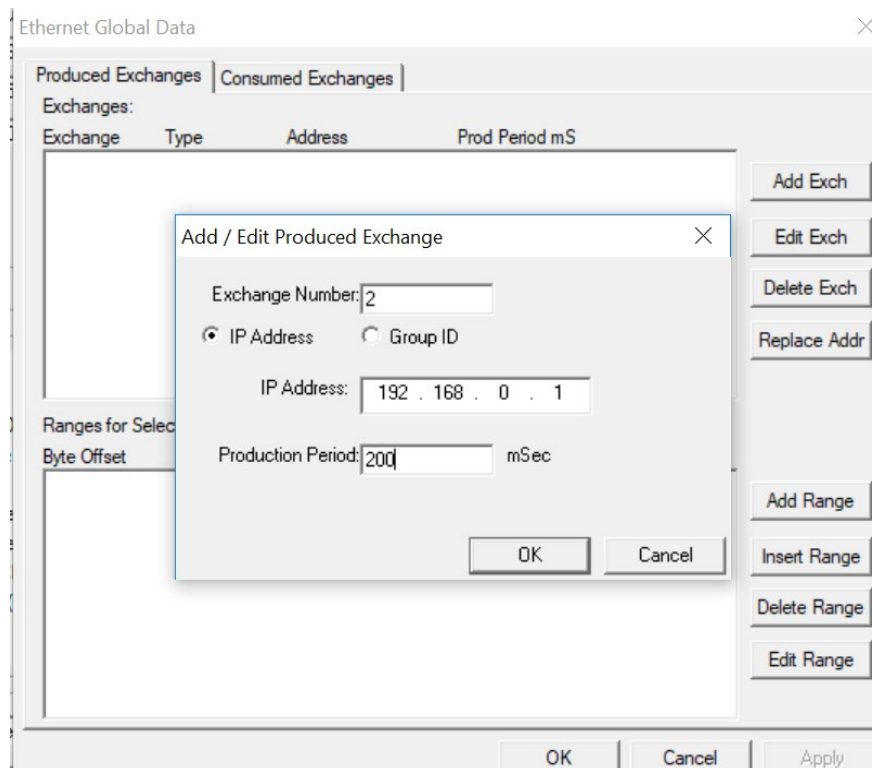 Ethernet Global Data
Produced Exchanges Consumed Exchanges
Exchanges:
Exchange Type Address Prod Period mS
Add Exch
Edit Exch
Delete Exch
Replace Addr
Add / Edit Produced Exchange
Exchange Number: 2
IP Address Group ID
IP Address: 192 . 168 . 0 . 1
Production Period: 200 mSec
OK Cancel
Ranges for Selec
Byte Offset
Add Range
Insert Range
Delete Range
Edit Range
OK Cancel Apply